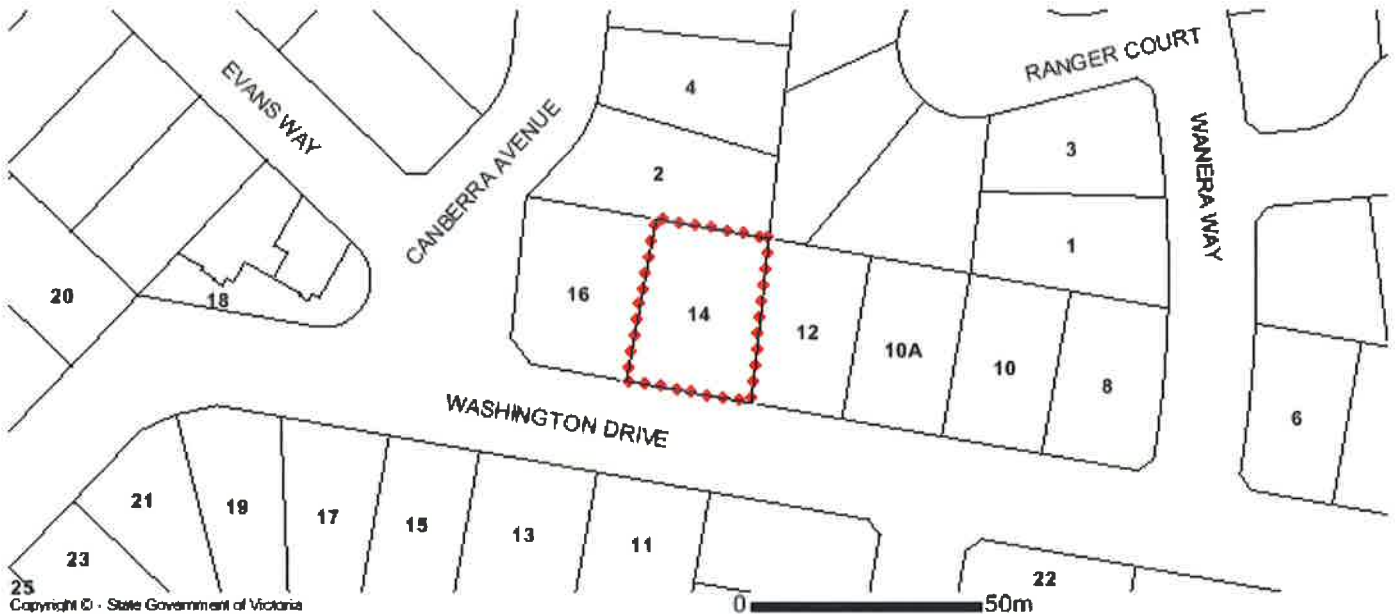 RANGER COURT
EVANS WAY
4
CANBERRA AVENUE
WANERA WAY
3
2
1
20
18
16
14
12
10A
10
8
6
WASHINGTON DRIVE
21
19
17
15
13
11
23
25
22
Copyright © - State Government of Victoria
0 50m